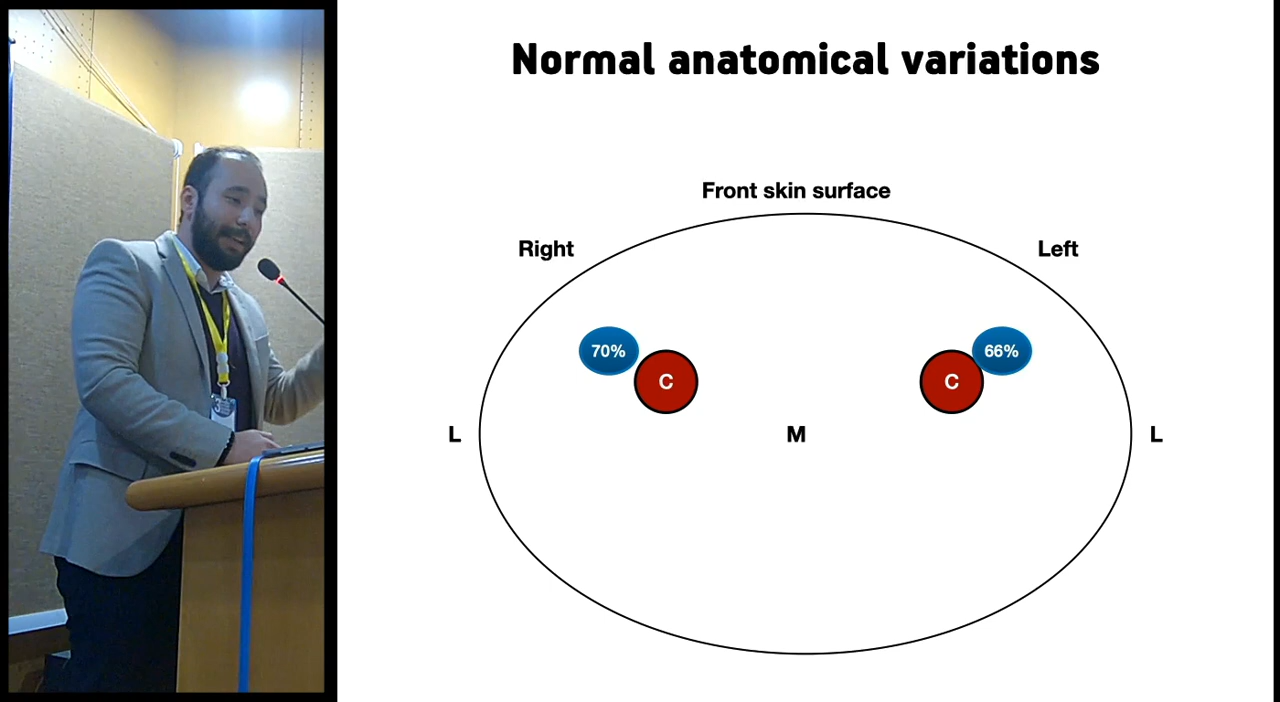 Normal anatomical variations
Front skin surface
Right
Left
70%
66%
C
C
L
M
L